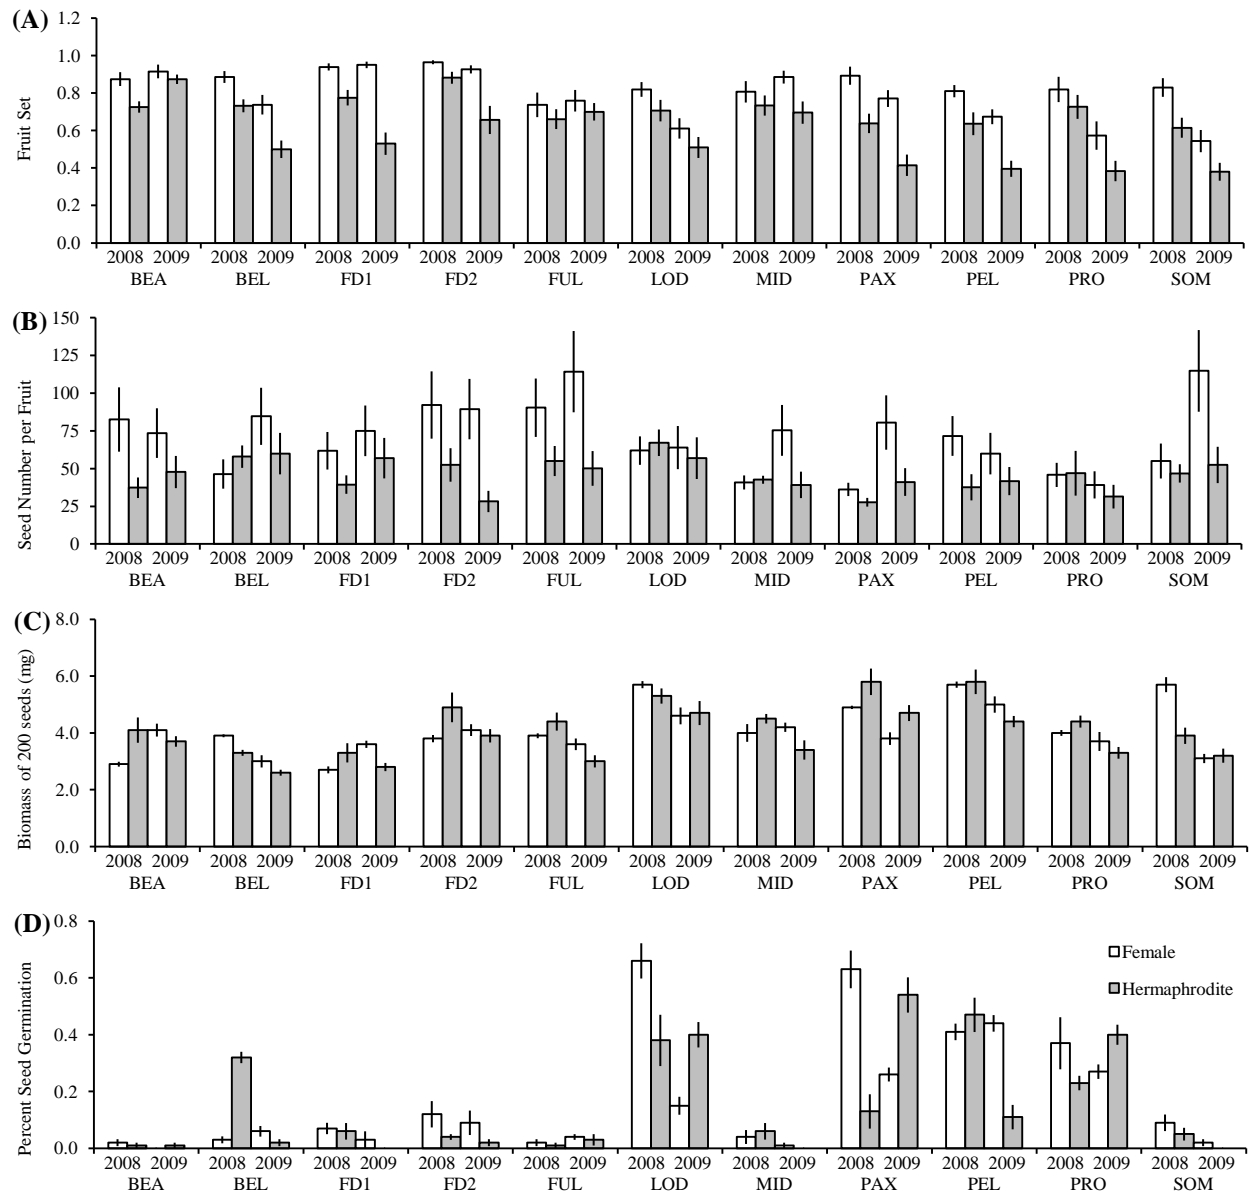 (A)
Fruit Set
1.2
1.0
0.8
0.6
0.4
0.2
0.0
2008 2009 2008 2009 2008 2009 2008 2009 2008 2009 2008 2009 2008 2009 2008 2009 2008 2009 2008 2009 2008 2009
BEA BEL FD1 FD2 FUL LOD MID PAX PEL PRO SOM
(B)
Seed Number per Fruit
150
125
100
75
50
25
0
2008 2009 2008 2009 2008 2009 2008 2009 2008 2009 2008 2009 2008 2009 2008 2009 2008 2009 2008 2009 2008 2009
BEA BEL FD1 FD2 FUL LOD MID PAX PEL PRO SOM
(C)
Biomass of 200 seeds (mg)
8.0
6.0
4.0
2.0
0.0
2008 2009 2008 2009 2008 2009 2008 2009 2008 2009 2008 2009 2008 2009 2008 2009 2008 2009 2008 2009 2008 2009
BEA BEL FD1 FD2 FUL LOD MID PAX PEL PRO SOM
(D)
Percent Seed Germination
0.8
0.6
0.4
0.2
0.0
Female
Hermaphrodite
2008 2009 2008 2009 2008 2009 2008 2009 2008 2009 2008 2009 2008 2009 2008 2009 2008 2009 2008 2009 2008 2009
BEA BEL FD1 FD2 FUL LOD MID PAX PEL PRO SOM